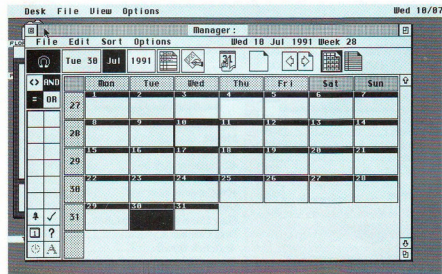 Desk File View Options Wed 10/07
Manager:
File Edit Sort Options Wed 10 Jul 1991 Week 28
Tue 30 Jul 1991
<> AND Mon Tue Wed Thu Fri Sat Sun
= OR
27 1 2 3 4 5 6 7
28 8 9 10 11 12 13 14
29 15 16 17 18 19 20 21
30 22 23 24 25 26 27 28
31 29 30 31
?
A